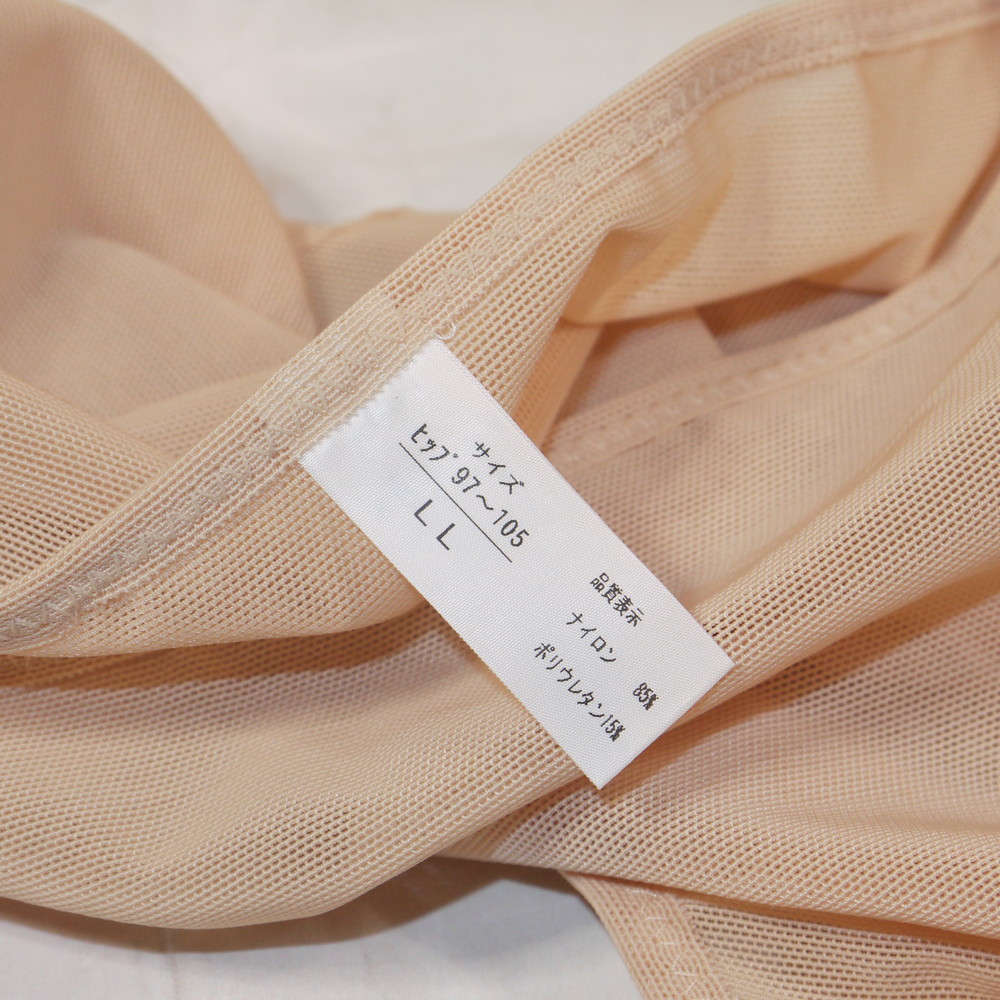 サイズ
ﾋｯﾌﾟ97～105
LL
品質表示
ナイロン 85%
ポリウレタン15%